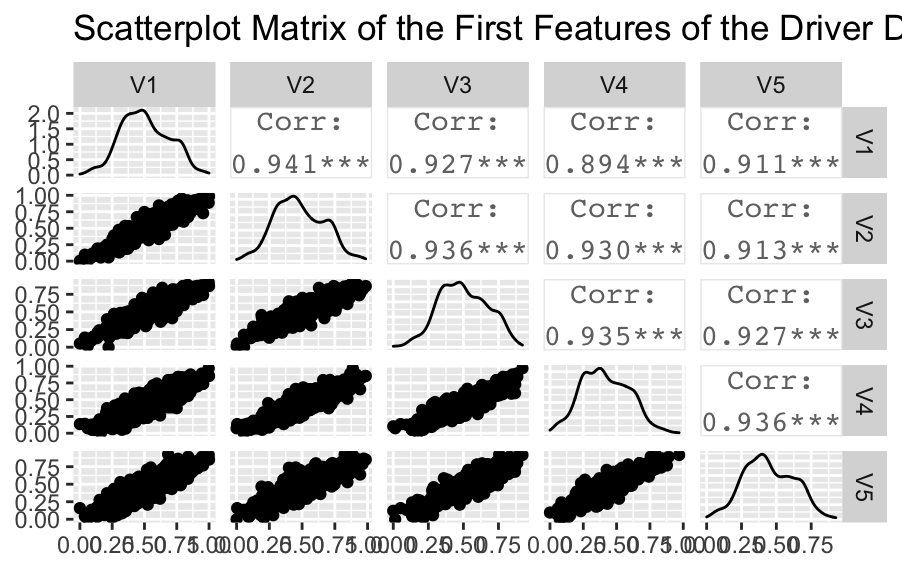 Scatterplot Matrix of the First Features of the Driver D
V1 V2 V3 V4 V5
2.0
1.5
1.0
0.5
0.0
Corr: Corr: Corr: Corr:
0.941*** 0.927*** 0.894*** 0.911***
V1
1.00
0.75
0.50
0.25
0.00
Corr: Corr: Corr:
0.936*** 0.930*** 0.913***
V2
0.75
0.50
0.25
0.00
Corr: Corr:
0.935*** 0.927***
V3
1.00
0.75
0.50
0.25
0.00
Corr:
0.936***
V4
0.75
0.50
0.25
0.00
V5
0.00 0.25 0.50 0.75 1.00 0.00 0.25 0.50 0.75 1.00 0.00 0.25 0.50 0.75 0.00 0.25 0.50 0.75 1.00 0.00 0.25 0.50 0.75